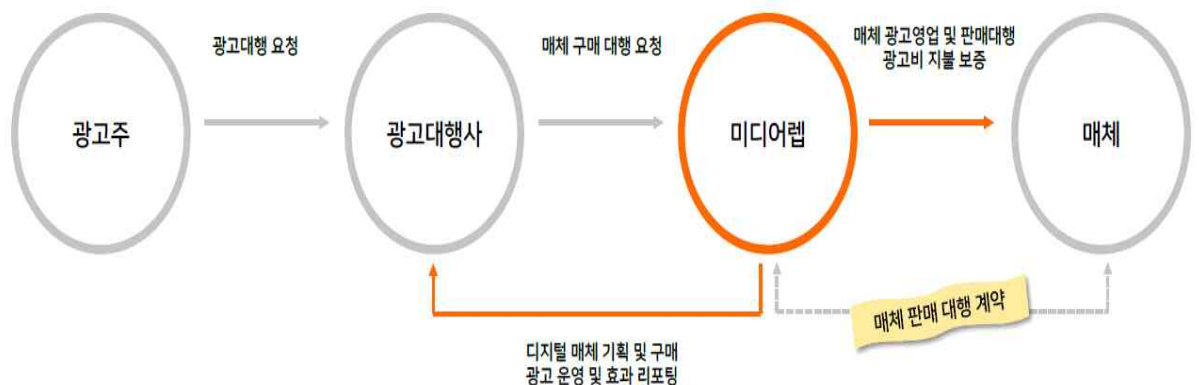 광고대행 요청
매체 구매 대행 요청
매체 광고영업 및 판매대행
광고비 지불 보증
광고주
광고대행사
미디어렙
매체
매체 판매 대행 계약
디지털 매체 기획 및 구매
광고 운영 및 효과 리포팅